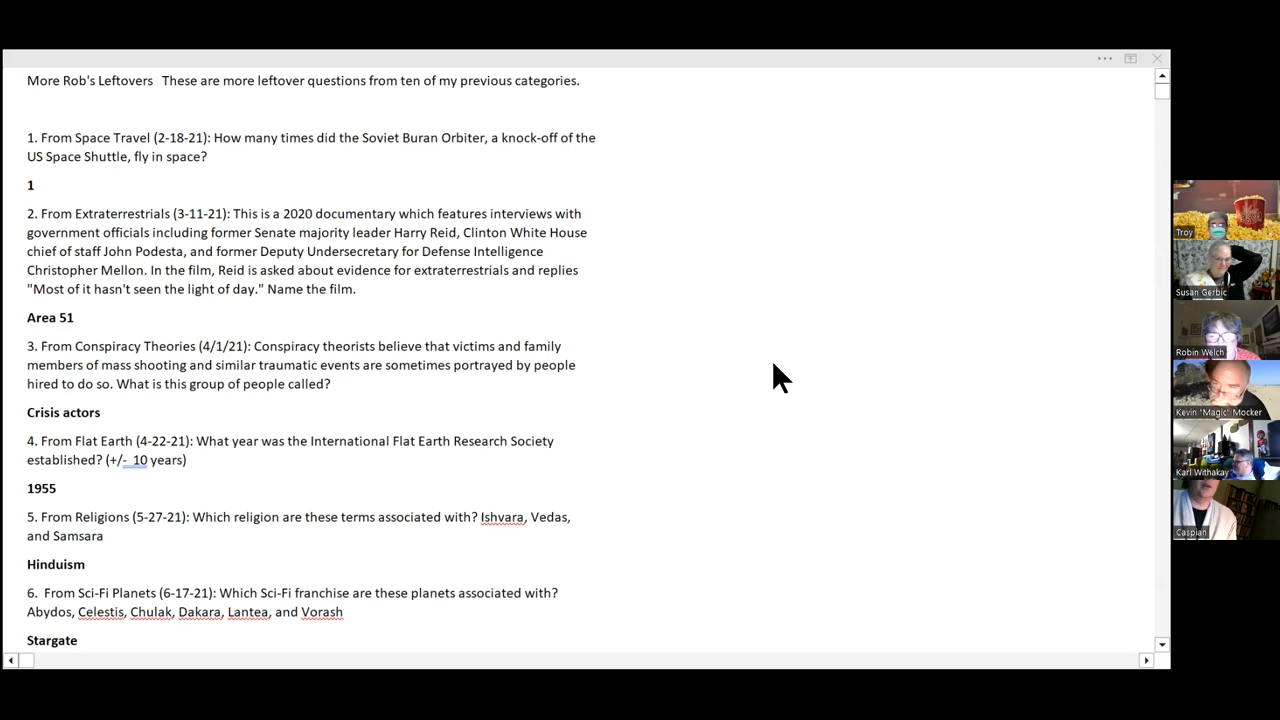 More Rob's Leftovers   These are more leftover questions from ten of my previous categories.
1. From Space Travel (2-18-21): How many times did the Soviet Buran Orbiter, a knock-off of the
US Space Shuttle, fly in space?
1
2. From Extraterrestrials (3-11-21): This is a 2020 documentary which features interviews with
government officials including former Senate majority leader Harry Reid, Clinton White House
chief of staff John Podesta, and former Deputy Undersecretary for Defense Intelligence
Christopher Mellon. In the film, Reid is asked about evidence for extraterrestrials and replies
"Most of it hasn't seen the light of day." Name the film.
Area 51
3. From Conspiracy Theories (4/1/21): Conspiracy theorists believe that victims and family
members of mass shooting and similar traumatic events are sometimes portrayed by people
hired to do so. What is this group of people called?
Crisis actors
4. From Flat Earth (4-22-21): What year was the International Flat Earth Research Society
established? (+/-  10 years)
1955
5. From Religions (5-27-21): Which religion are these terms associated with? Ishvara, Vedas,
and Samsara
Hinduism
6.  From Sci-Fi Planets (6-17-21): Which Sci-Fi franchise are these planets associated with?
Abydos, Celestis, Chulak, Dakara, Lantea, and Vorash
Stargate
Troy
Susan Gerbic
Robin Welch
Kevin "Magic" Mocker
Karl Withakay
Caspian